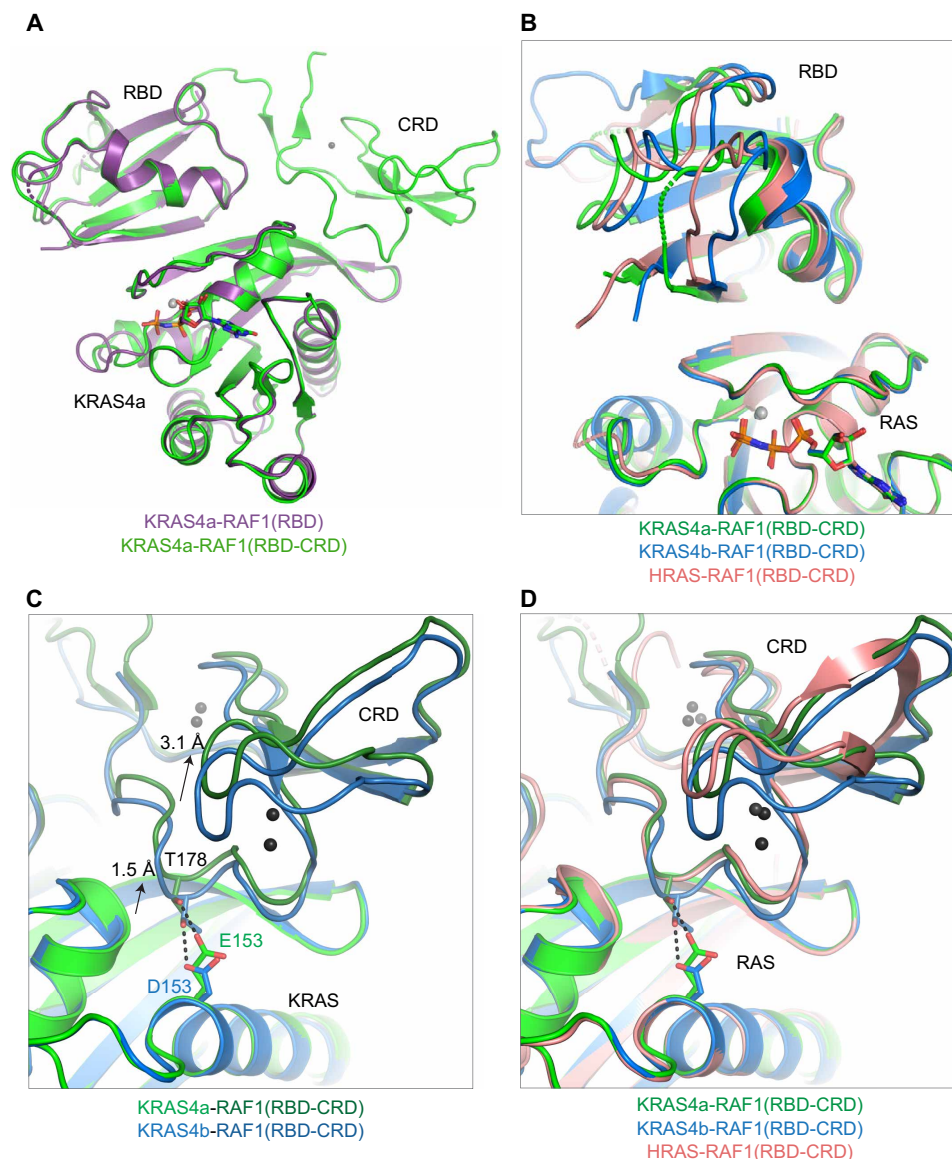 A
RBD
CRD
KRAS4a
KRAS4a-RAF1(RBD)
KRAS4a-RAF1(RBD-CRD)
B
RBD
RAS
KRAS4a-RAF1(RBD-CRD)
KRAS4b-RAF1(RBD-CRD)
HRAS-RAF1(RBD-CRD)
C
CRD
3.1 Å
1.5 Å
T178
E153
D153
KRAS
KRAS4a-RAF1(RBD-CRD)
KRAS4b-RAF1(RBD-CRD)
D
CRD
RAS
KRAS4a-RAF1(RBD-CRD)
KRAS4b-RAF1(RBD-CRD)
HRAS-RAF1(RBD-CRD)